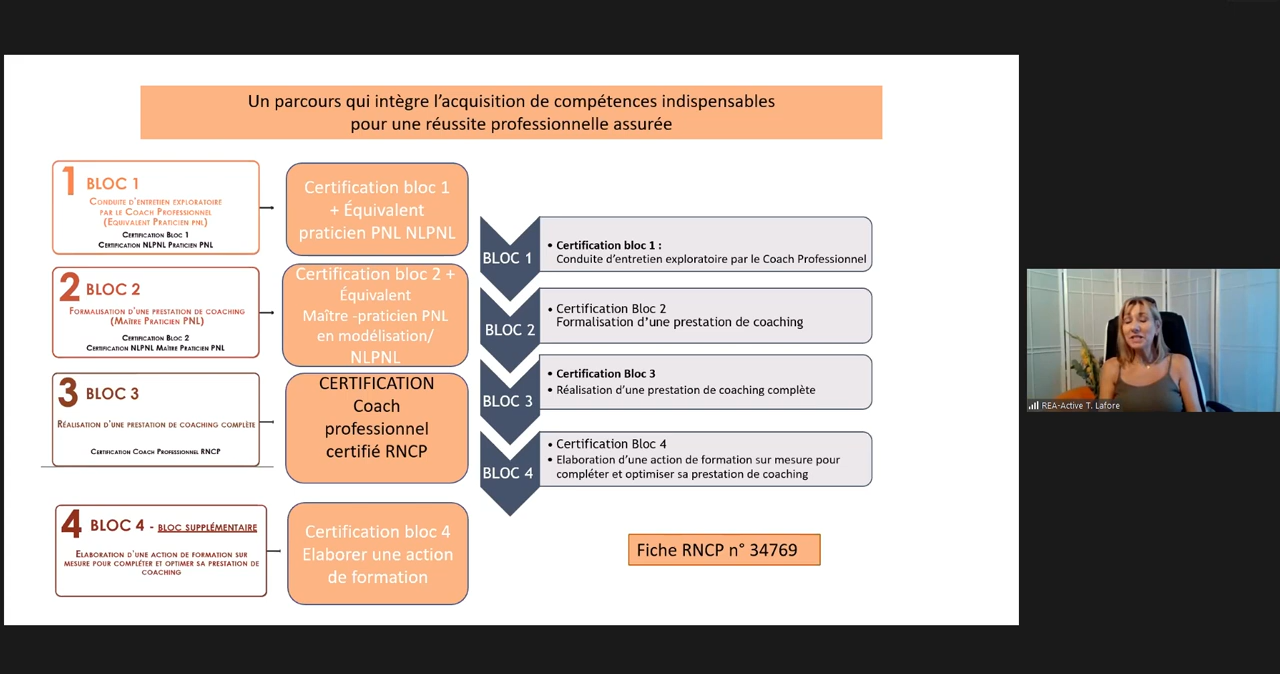 Un parcours qui intègre l'acquisition de compétences indispensables
pour une réussite professionnelle assurée
1 BLOC 1
Conduite d'entretien exploratoire
par le Coach Professionnel
(Equivalent Praticien pnl)
Certification Bloc 1
Certification NLPNL Praticien PNL
Certification bloc 1
+ Équivalent
praticien PNL NLPNL
2 BLOC 2
Formalisation d'une prestation de coaching
(Maître Praticien PNL)
Certification Bloc 2
Certification NLPNL Maître Praticien PNL
Certification bloc 2 +
Équivalent
Maître -praticien PNL
en modélisation/
NLPNL
3 BLOC 3
Réalisation d'une prestation de coaching complète
Certification Coach Professionnel RNCP
CERTIFICATION
Coach
professionnel
certifié RNCP
4 BLOC 4 - BLOC SUPPLÉMENTAIRE
Elaboration d'une action de formation sur
mesure pour compléter et optimer sa prestation de
coaching
Certification bloc 4
Elaborer une action
de formation
BLOC 1
• Certification bloc 1 :
Conduite d'entretien exploratoire par le Coach Professionnel
BLOC 2
• Certification Bloc 2
Formalisation d'une prestation de coaching
BLOC 3
• Certification Bloc 3
• Réalisation d'une prestation de coaching complète
BLOC 4
• Certification Bloc 4
• Elaboration d'une action de formation sur mesure pour
compléter et optimiser sa prestation de coaching
Fiche RNCP n° 34769
REA-Active T. Lafore